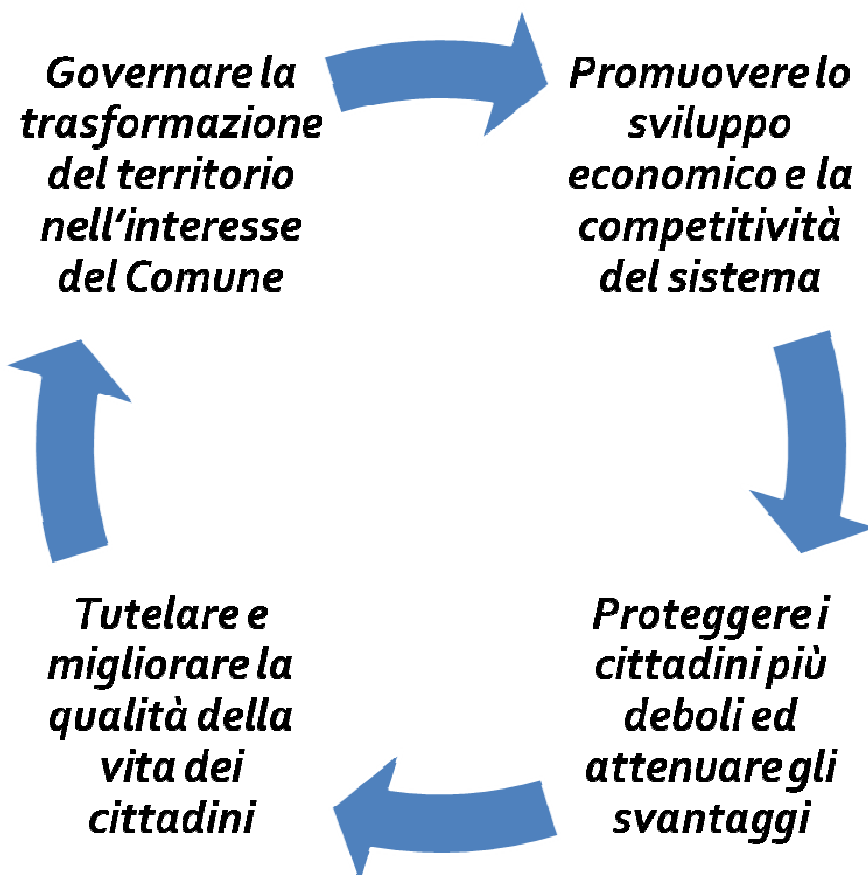 Governare la
trasformazione
del territorio
nell'interesse
del Comune
Promuovere lo
sviluppo
economico e la
competitività
del sistema
Proteggere i
cittadini più
deboli ed
attenuare gli
svantaggi
Tutelare e
migliorare la
qualità della
vita dei
cittadini